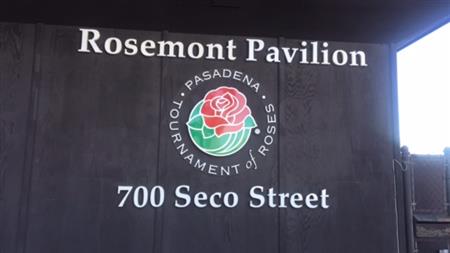 Rosemont Pavilion
PASADENA
TOURNAMENT of ROSES
®
700 Seco Street